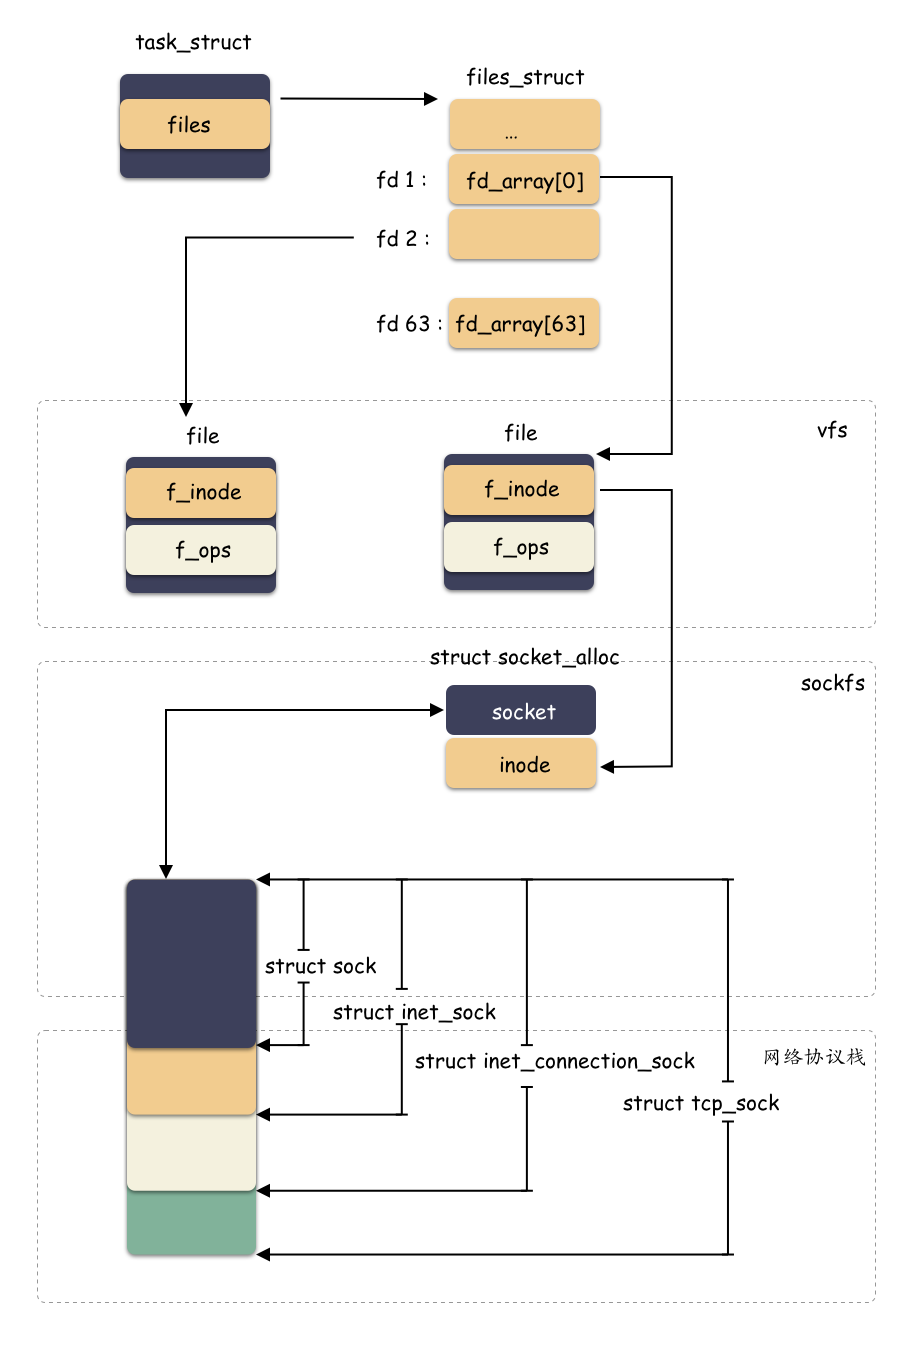 task_struct
files_struct
files
...
fd 1 :
fd_array[0]
fd 2 :
fd 63 :
fd_array[63]
vfs
file
file
f_inode
f_inode
f_ops
f_ops
struct socket_alloc
sockfs
socket
inode
struct sock
struct inet_sock
网络协议栈
struct inet_connection_sock
struct tcp_sock